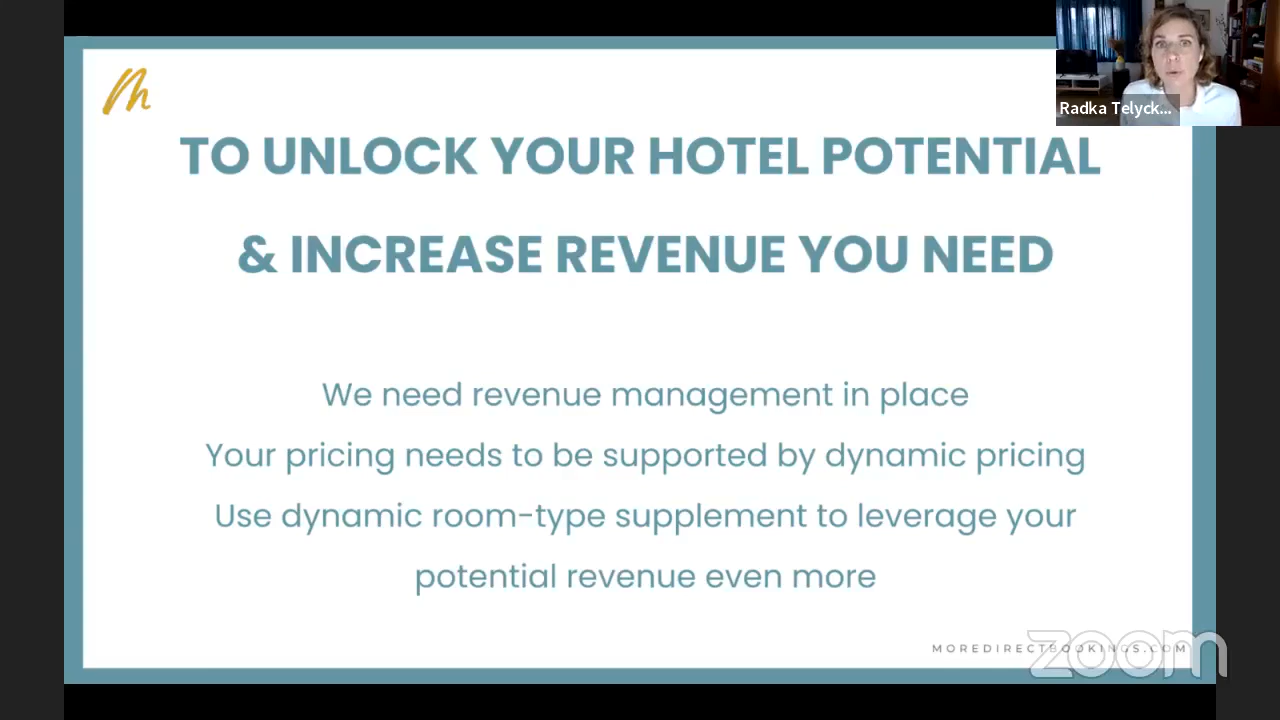 Radka Telyck...
TO UNLOCK YOUR HOTEL POTENTIAL
& INCREASE REVENUE YOU NEED
We need revenue management in place
Your pricing needs to be supported by dynamic pricing
Use dynamic room-type supplement to leverage your
potential revenue even more
MOREDIRECTBOOKINGS.COM
zoom